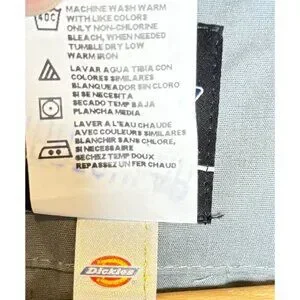 40C
MACHINE WASH WARM
WITH LIKE COLORS
ONLY NON-CHLORINE
BLEACH, WHEN NEEDED
TUMBLE DRY LOW
WARM IRON
LAVAR AGUA TIBIA CON
COLORES SIMILARES
BLANQUEADOR SIN CLORO
SI SE NECESITA
SECADO TEMP BAJA
PLANCHA MEDIA
LAVER A L'EAU CHAUDE
AVEC COULEURS SIMILARS
BLANCHIR SANS CHLORE,
SI NECESSAIRE
SECHEZ TEMP DOUX
REPASSEZ UN FER CHAUD
Dickies